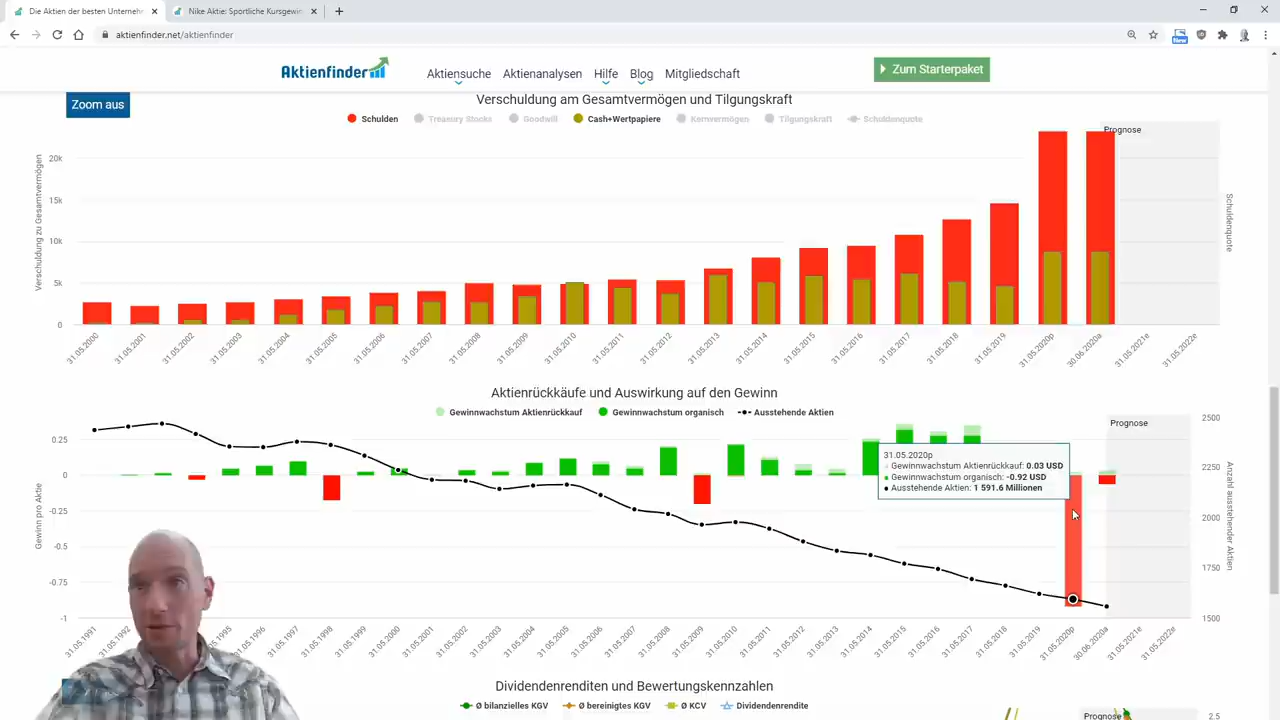 Die Aktien der besten Unternehm
Nike Aktie: Sportliche Kursgewin
aktienfinder.net/aktienfinder
New
Aktienfinder
Aktiensuche Aktienanalysen Hilfe Blog Mitgliedschaft
Zum Starterpaket
Zoom aus
Verschuldung am Gesamtvermögen und Tilgungskraft
Schulden Treasury Stocks Goodwill Cash+Wertpapiere Kernvermögen Tilgungskraft Schuldenquote
Prognose
Verschuldung zu Gesamtvermögen
20k
15k
10k
5k
0
Schuldenquote
31.05.2000 31.05.2001 31.05.2002 31.05.2003 31.05.2004 31.05.2005 31.05.2006 31.05.2007 31.05.2008 31.05.2009 31.05.2010 31.05.2011 31.05.2012 31.05.2013 31.05.2014 31.05.2015 31.05.2016 31.05.2017 31.05.2018 31.05.2019 31.05.2020p 30.06.2020a 31.05.2021e 31.05.2022e
Aktienrückkäufe und Auswirkung auf den Gewinn
Gewinnwachstum Aktienrückkauf Gewinnwachstum organisch Ausstehende Aktien
Prognose
Gewinn pro Aktie
0.25
0
-0.25
-0.5
-0.75
-1
2500
2250
2000
1750
1500
Anzahl ausstehender Aktien
31.05.2020p
Gewinnwachstum Aktienrückkauf: 0.03 USD
Gewinnwachstum organisch: -0.92 USD
Ausstehende Aktien: 1 591.6 Millionen
31.05.1991 31.05.1992 31.05.1995 31.05.1996 31.05.1997 31.05.1998 31.05.1999 31.05.2000 31.05.2001 31.05.2002 31.05.2003 31.05.2004 31.05.2005 31.05.2006 31.05.2007 31.05.2008 31.05.2009 31.05.2010 31.05.2011 31.05.2012 31.05.2013 31.05.2014 31.05.2015 31.05.2016 31.05.2017 31.05.2018 31.05.2019 31.05.2020p 30.06.2020a 31.05.2021e 31.05.2022e
Dividendenrenditen und Bewertungskennzahlen
Ø bilanzielles KGV Ø bereinigtes KGV Ø KCV Dividendenrendite
Prognose
2.5